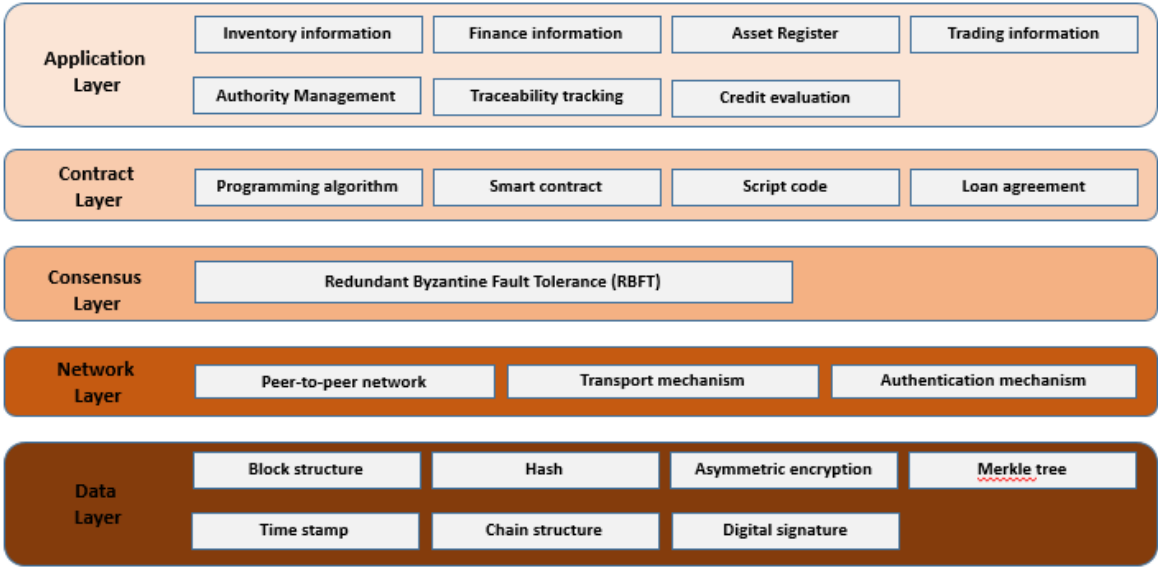 Application
Layer
Inventory information
Finance information
Asset Register
Trading information
Authority Management
Traceability tracking
Credit evaluation
Contract
Layer
Programming algorithm
Smart contract
Script code
Loan agreement
Consensus
Layer
Redundant Byzantine Fault Tolerance (RBFT)
Network
Layer
Peer-to-peer network
Transport mechanism
Authentication mechanism
Data
Layer
Block structure
Hash
Asymmetric encryption
Merkle tree
Time stamp
Chain structure
Digital signature